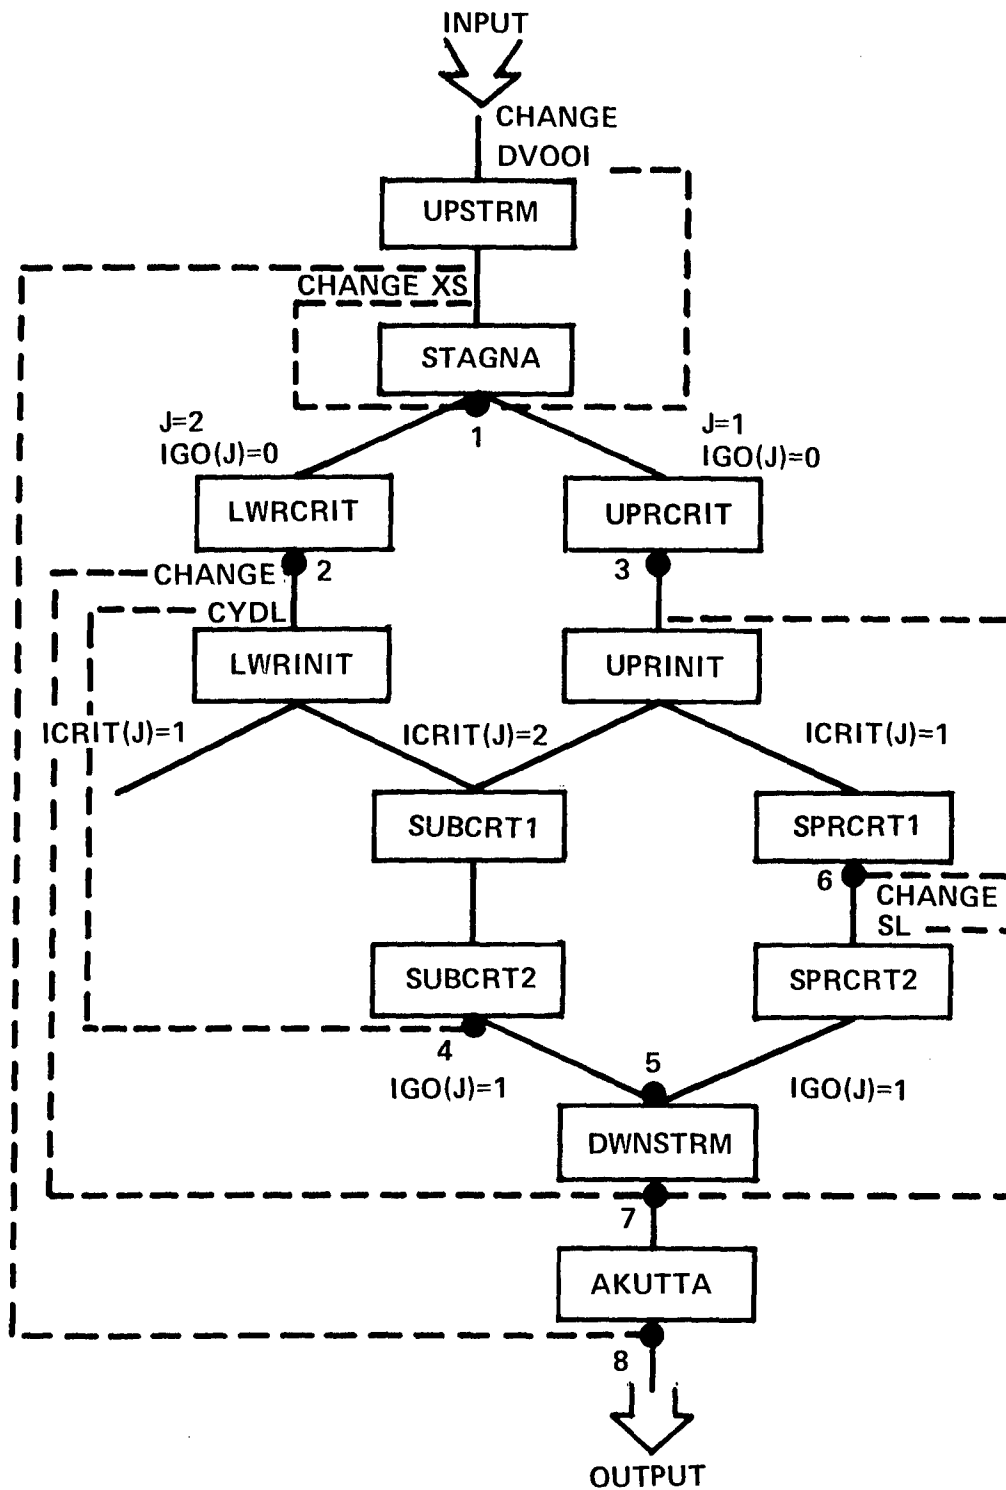 INPUT
CHANGE
DVOOI
UPSTRM
CHANGE XS
STAGNA
1
J=2
IGO(J)=0
J=1
IGO(J)=0
LWRCRIT
UPRCRIT
2
3
CHANGE
CYDL
LWRINIT
UPRINIT
ICRIT(J)=1
ICRIT(J)=2
ICRIT(J)=1
SUBCRT1
SPRCRT1
6
CHANGE
SL
SUBCRT2
SPRCRT2
4
5
IGO(J)=1
IGO(J)=1
DWNSTRM
7
AKUTTA
8
OUTPUT